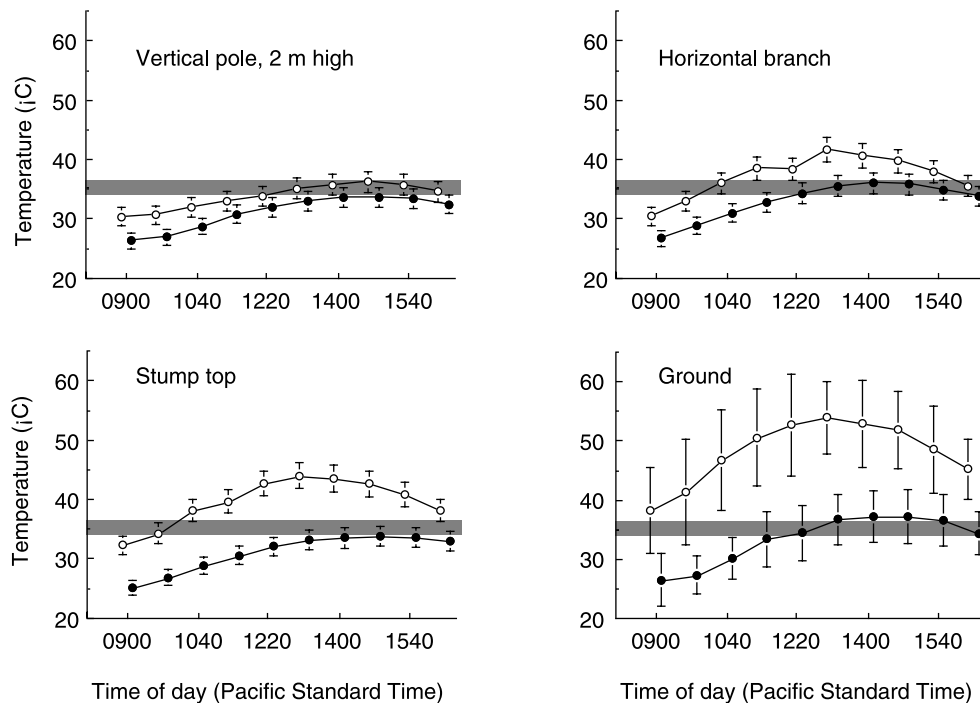 Vertical pole, 2 m high
Temperature (¡C)
60
50
40
30
20
0900 1040 1220 1400 1540
Horizontal branch
60
50
40
30
20
0900 1040 1220 1400 1540
Stump top
Temperature (¡C)
60
50
40
30
20
0900 1040 1220 1400 1540
Time of day (Pacific Standard Time)
Ground
60
50
40
30
20
0900 1040 1220 1400 1540
Time of day (Pacific Standard Time)